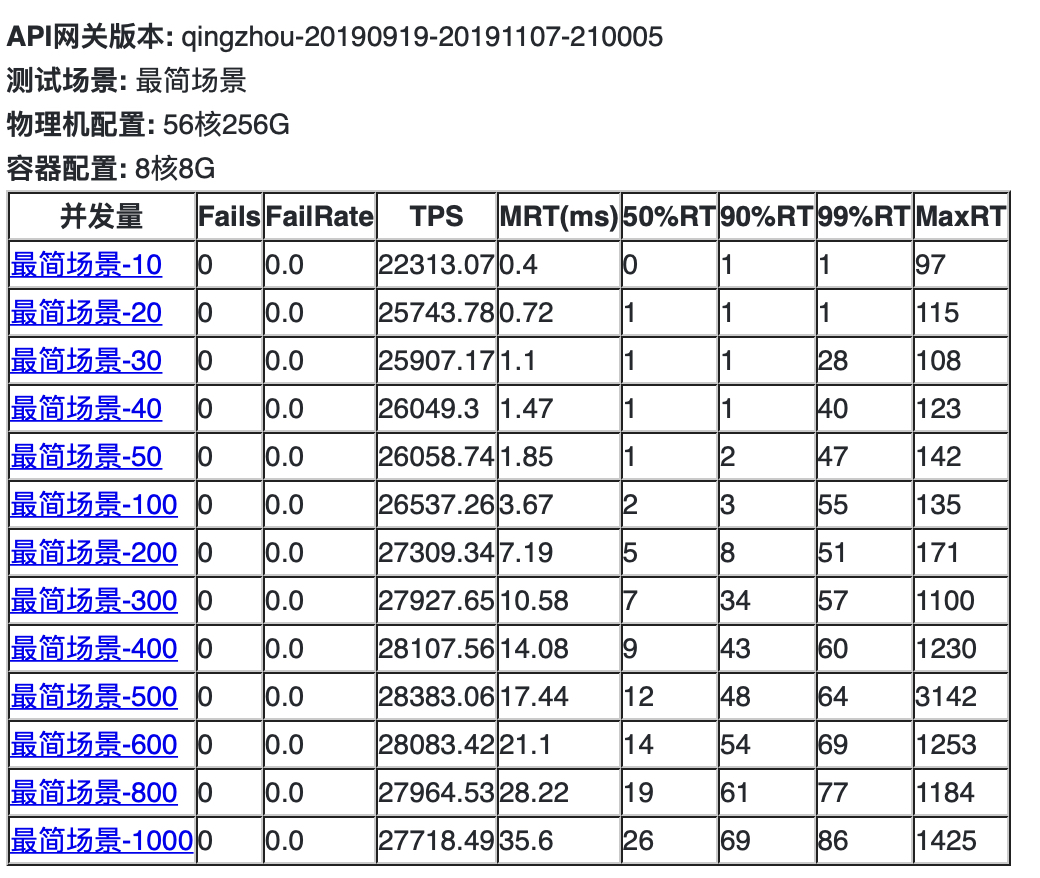 API网关版本: qingzhou-20190919-20191107-210005
测试场景: 最简场景
物理机配置: 56核256G
容器配置: 8核8G
并发量 Fails FailRate TPS MRT(ms) 50%RT 90%RT 99%RT MaxRT
最简场景-10 0 0.0 22313.07 0.4 0 1 1 97
最简场景-20 0 0.0 25743.78 0.72 1 1 1 115
最简场景-30 0 0.0 25907.17 1.1 1 1 28 108
最简场景-40 0 0.0 26049.3 1.47 1 1 40 123
最简场景-50 0 0.0 26058.74 1.85 1 2 47 142
最简场景-100 0 0.0 26537.26 3.67 2 3 55 135
最简场景-200 0 0.0 27309.34 7.19 5 8 51 171
最简场景-300 0 0.0 27927.65 10.58 7 34 57 1100
最简场景-400 0 0.0 28107.56 14.08 9 43 60 1230
最简场景-500 0 0.0 28383.06 17.44 12 48 64 3142
最简场景-600 0 0.0 28083.42 21.1 14 54 69 1253
最简场景-800 0 0.0 27964.53 28.22 19 61 77 1184
最简场景-1000 0 0.0 27718.49 35.6 26 69 86 1425